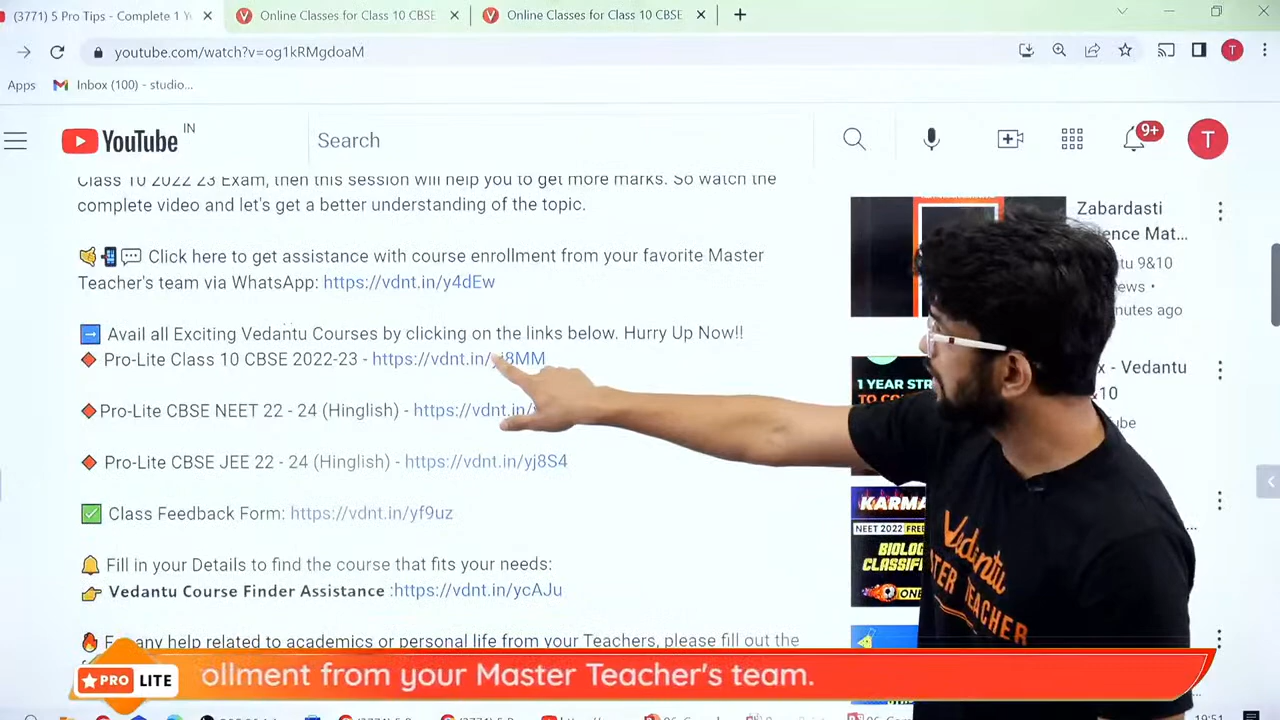 (3771) 5 Pro Tips - Complete 1 Y
Online Classes for Class 10 CBSE
Online Classes for Class 10 CBSE
youtube.com/watch?v=og1kRMgdoaM
T
Apps
Inbox (100) - studio...
YouTube IN
Search
9+
T
Class 10 2022 23 Exam, then this session will help you to get more marks. So watch the
complete video and it's get a better understanding of the topic.
Click here to get assistance with course enrollment from your favorite Master
Teacher's team via WhatsApp: https://vdnt.in/y4dEw
Avail all Exciting Vedantu Courses by clicking on the links below. Hurry Up Now!!
Pro-Lite Class 10 CBSE 2022-23 - https://vdnt.in/yj8MM
Pro-Lite CBSE NEET 22 - 24 (Hinglish) - https://vdnt.in/
Pro-Lite CBSE JEE 22 - 24 (Hinglish) - https://vdnt.in/yj8S4
Class Feedback Form: https://vdnt.in/yf9uz
Fill in your Details to find the course that fits your needs:
Vedantu Course Finder Assistance :https://vdnt.in/ycAJu
any help related to academics or personal life from your Teachers, please fill out the
Zabardasti
Mat...
9&10
ago
- Vedantu
1 YEAR STR
KARMA
NEET 2022 FREE
BIOLOG
CLASSIF
ONE
Vedantu
TER TEACHER
PRO LITE
ollment from your Master Teacher's team.
19:51